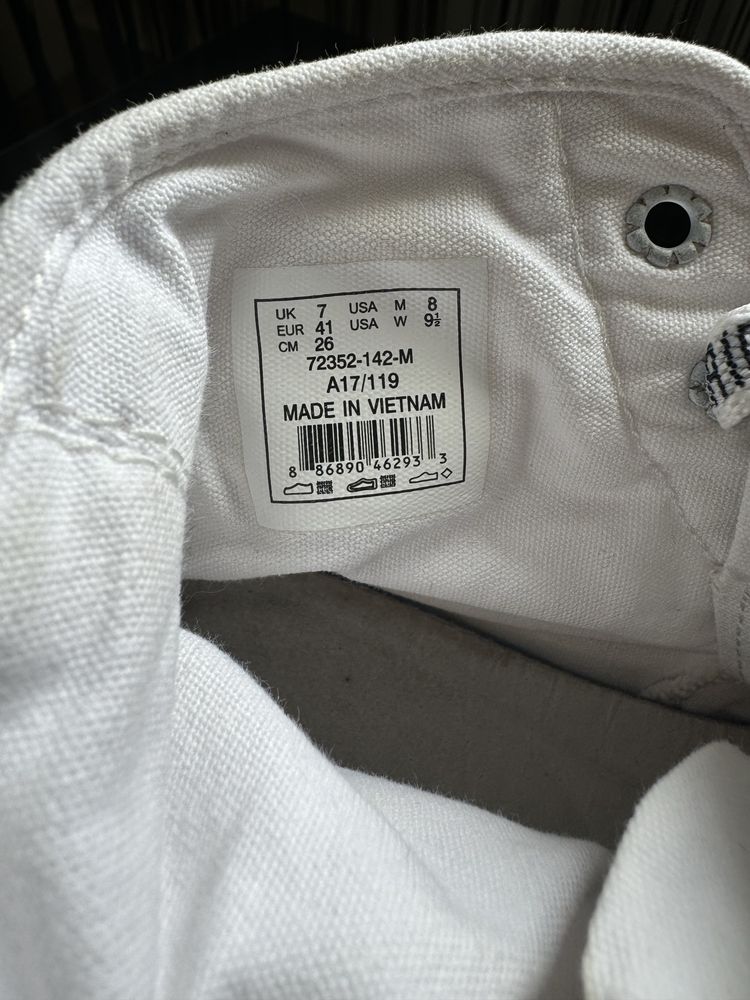 UK 7 USA M 8
EUR 41 USA W 9½
CM 26
72352-142-M
A17/119
MADE IN VIETNAM
8 86890 46293 3